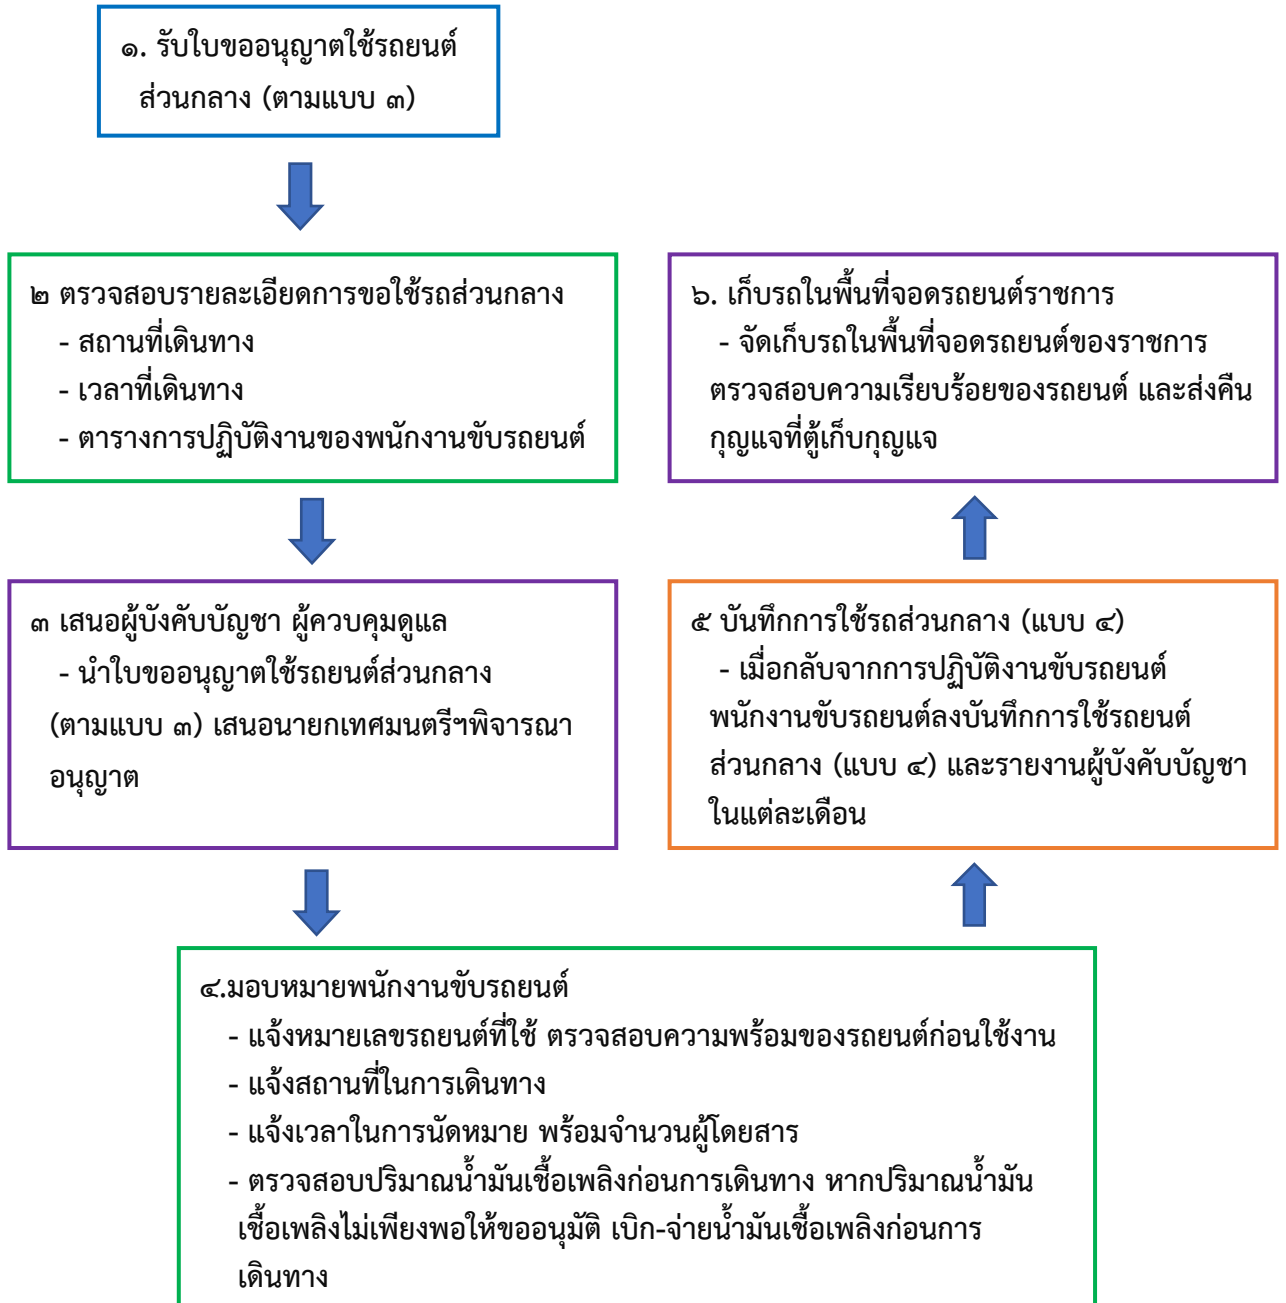 ๑. รับใบขออนุญาตใช้รถยนต์
ส่วนกลาง (ตามแบบ ๓)
๒ ตรวจสอบรายละเอียดการขอใช้รถส่วนกลาง
- สถานที่เดินทาง
- เวลาที่เดินทาง
- ตารางการปฏิบัติงานของพนักงานขับรถยนต์
๓ เสนอผู้บังคับบัญชา ผู้ควบคุมดูแล
- นำใบขออนุญาตใช้รถยนต์ส่วนกลาง
(ตามแบบ ๓) เสนอนายกเทศมนตรีฯพิจารณา
อนุญาต
๔.มอบหมายพนักงานขับรถยนต์
- แจ้งหมายเลขรถยนต์ที่ใช้ ตรวจสอบความพร้อมของรถยนต์ก่อนใช้งาน
- แจ้งสถานที่ในการเดินทาง
- แจ้งเวลาในการนัดหมาย พร้อมจำนวนผู้โดยสาร
- ตรวจสอบปริมาณน้ำมันเชื้อเพลิงก่อนการเดินทาง หากปริมาณน้ำมัน
เชื้อเพลิงไม่เพียงพอให้ขออนุมัติ เบิก-จ่ายน้ำมันเชื้อเพลิงก่อนการ
เดินทาง
๕ บันทึกการใช้รถส่วนกลาง (แบบ ๔)
- เมื่อกลับจากการปฏิบัติงานขับรถยนต์
พนักงานขับรถยนต์ลงบันทึกการใช้รถยนต์
ส่วนกลาง (แบบ ๔) และรายงานผู้บังคับบัญชา
ในแต่ละเดือน
๖. เก็บรถในพื้นที่จอดรถยนต์ราชการ
- จัดเก็บรถในพื้นที่จอดรถยนต์ของราชการ
ตรวจสอบความเรียบร้อยของรถยนต์ และส่งคืน
กุญแจที่ตู้เก็บกุญแจ